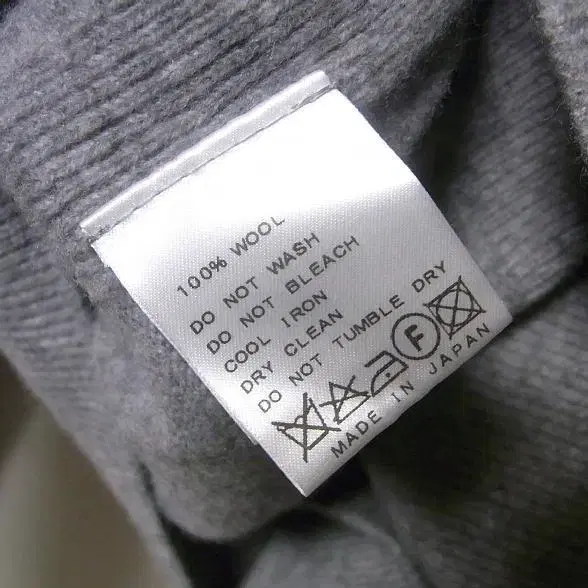 100% WOOL
DO NOT WASH
DO NOT BLEACH
COOL IRON
DRY CLEAN
DO NOT TUMBLE DRY
F
MADE IN JAPAN